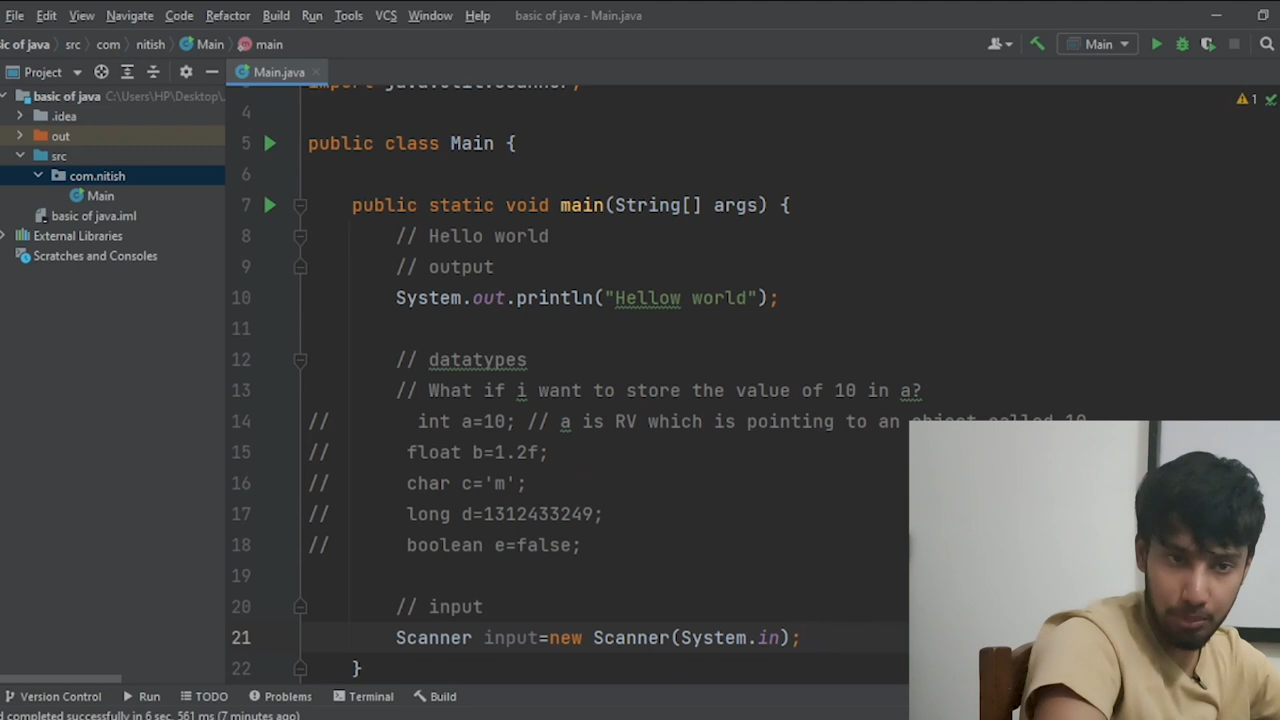 File Edit View Navigate Code Refactor Build Run Tools VCS Window Help basic of java - Main.java
ic of java src com nitish Main main Main
Project Main.java
basic of java C:\Users\HP\Desktop\
.idea
out
src
com.nitish
Main
basic of java.iml
External Libraries
Scratches and Consoles
1
3 import java.util.Scanner;
4
5 public class Main {
6
7 public static void main(String[] args) {
8 // Hello world
9 // output
10 System.out.println("Hellow world");
11
12 // datatypes
13 // What if i want to store the value of 10 in a?
14 // int a=10; // a is RV which is pointing to an object called 10
15 // float b=1.2f;
16 // char c='m';
17 // long d=1312433249;
18 // boolean e=false;
19
20 // input
21 Scanner input=new Scanner(System.in);
22 }
Version Control Run TODO Problems Terminal Build
d completed successfully in 6 sec, 561 ms (7 minutes ago)